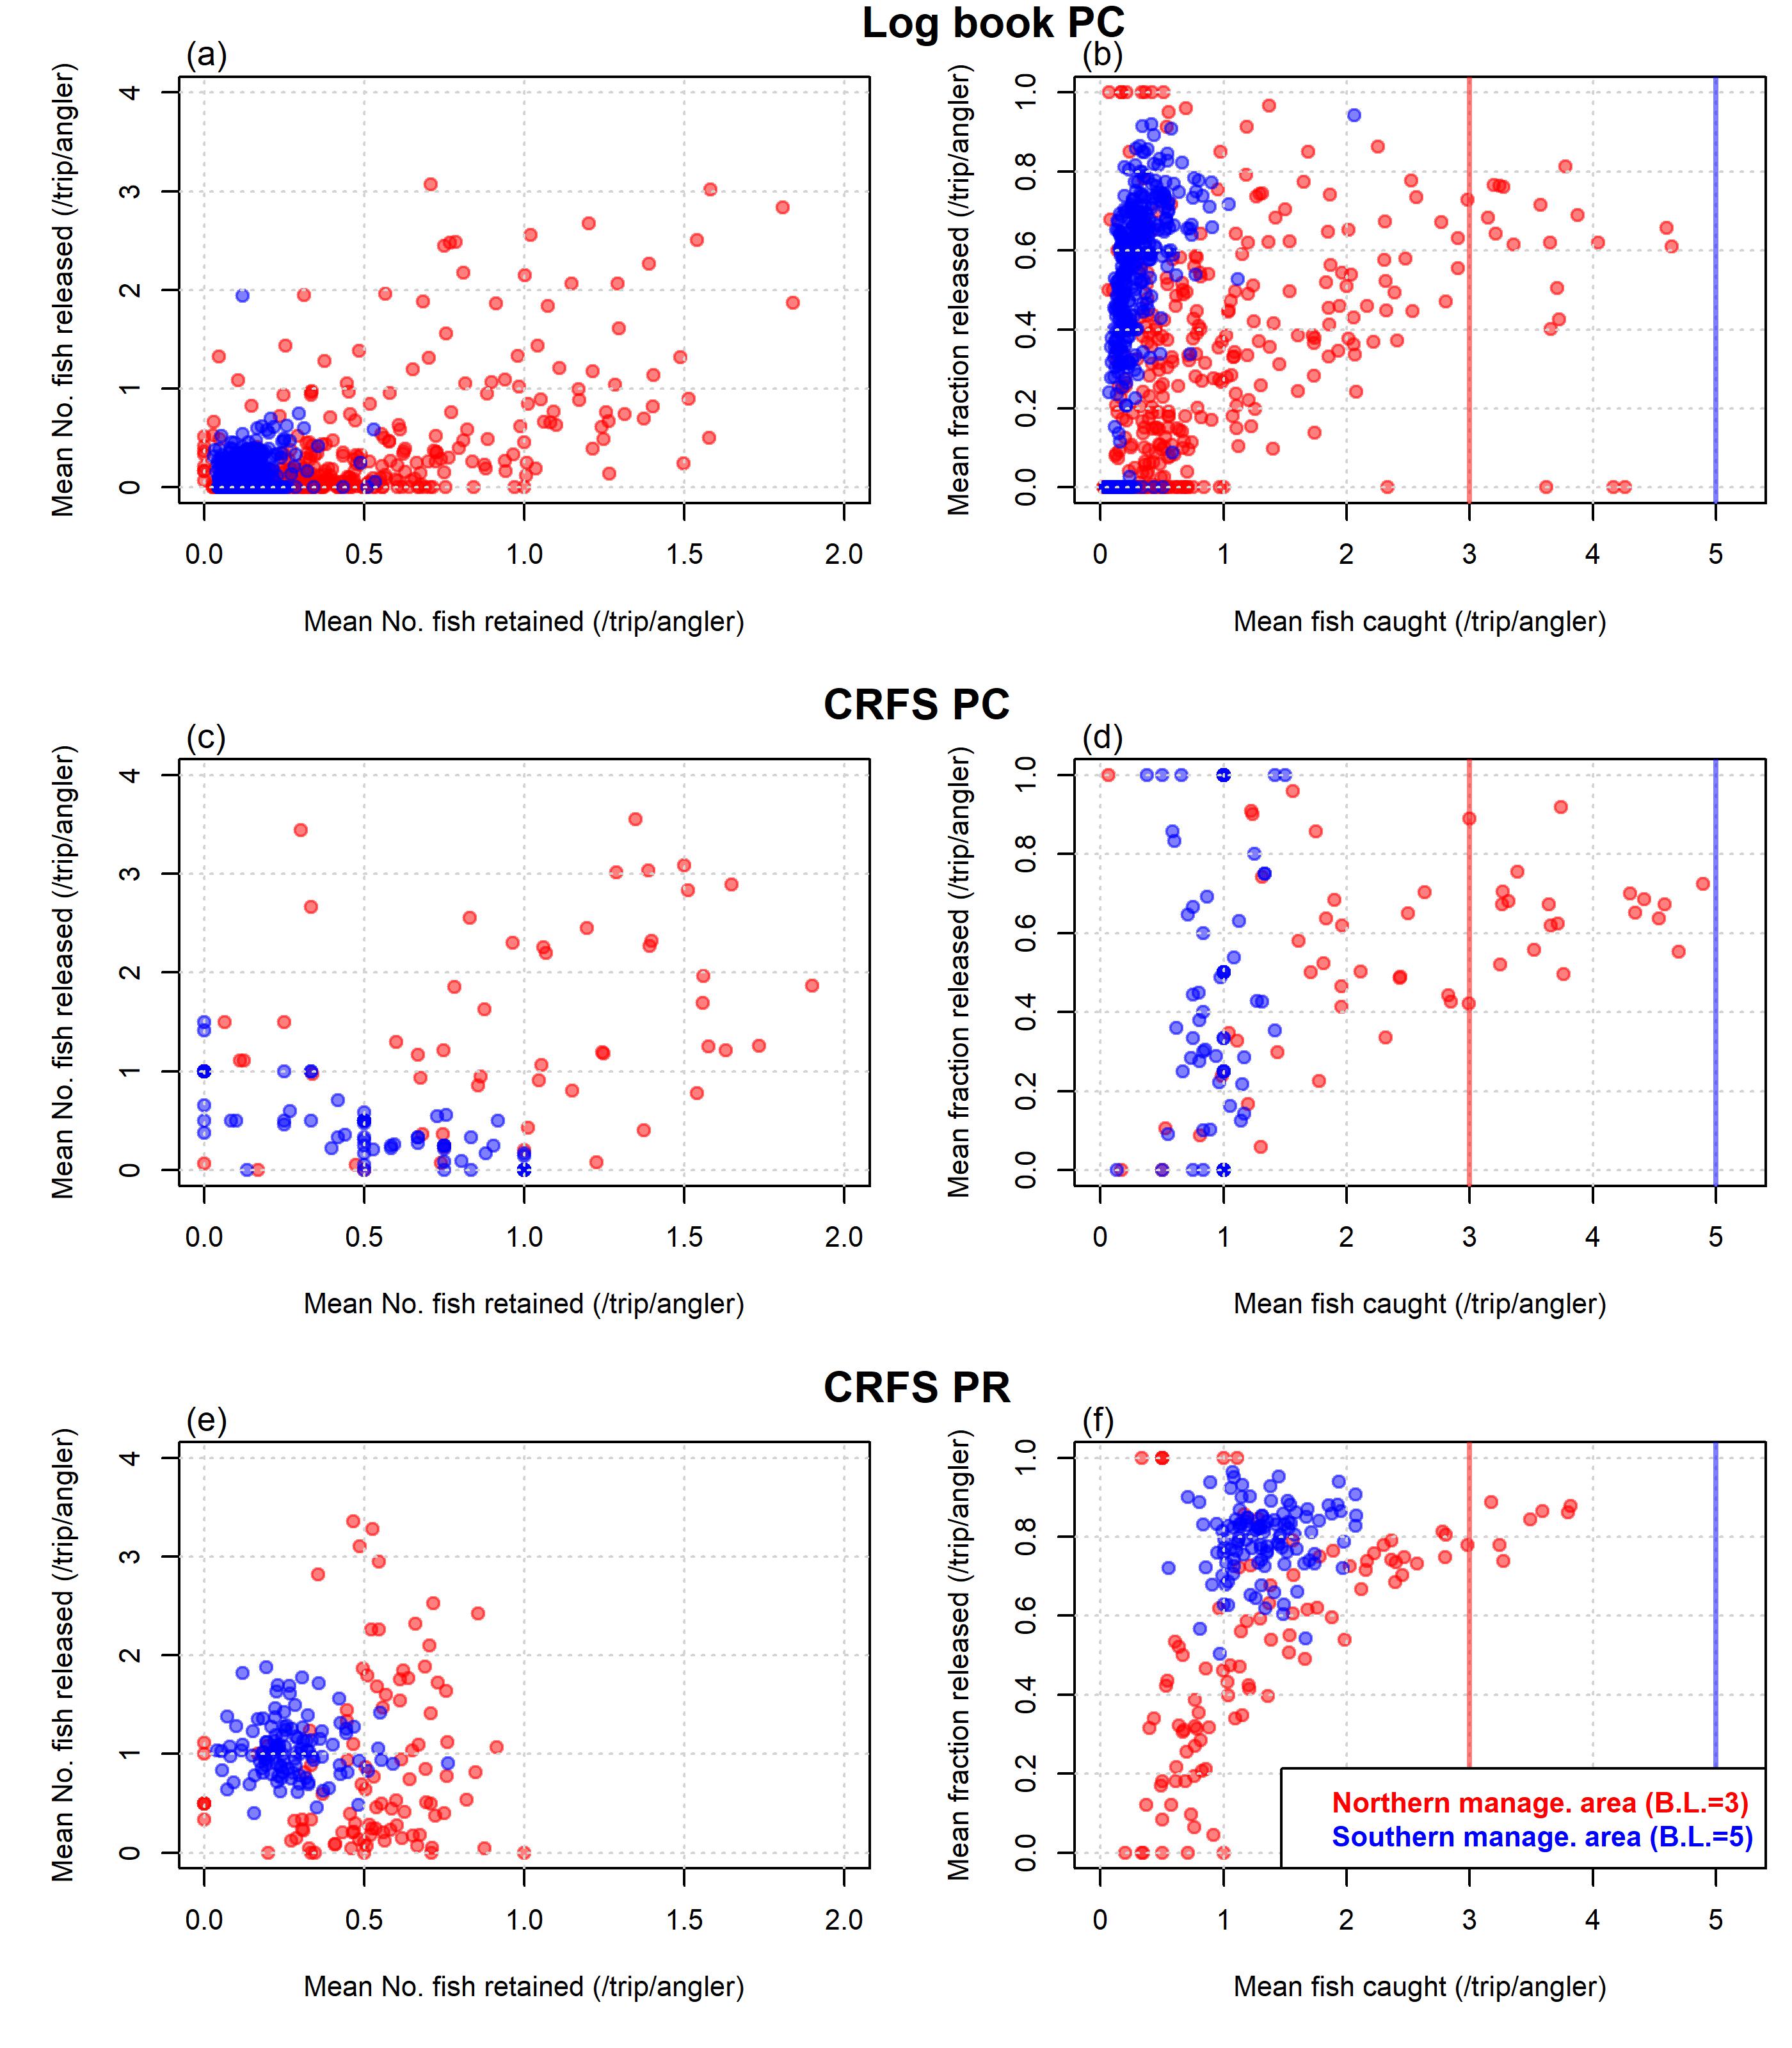 Log book PC
(a)
(b)
Mean No. fish released (/trip/angler)
4
3
2
1
0
0.0 0.5 1.0 1.5 2.0
Mean No. fish retained (/trip/angler)
Mean fraction released (/trip/angler)
1.0
0.8
0.6
0.4
0.2
0.0
0 1 2 3 4 5
Mean fish caught (/trip/angler)
CRFS PC
(c)
(d)
Mean No. fish released (/trip/angler)
4
3
2
1
0
0.0 0.5 1.0 1.5 2.0
Mean No. fish retained (/trip/angler)
Mean fraction released (/trip/angler)
1.0
0.8
0.6
0.4
0.2
0.0
0 1 2 3 4 5
Mean fish caught (/trip/angler)
CRFS PR
(e)
(f)
Mean No. fish released (/trip/angler)
4
3
2
1
0
0.0 0.5 1.0 1.5 2.0
Mean No. fish retained (/trip/angler)
Mean fraction released (/trip/angler)
1.0
0.8
0.6
0.4
0.2
0.0
Northern manage. area (B.L.=3)
Southern manage. area (B.L.=5)
0 1 2 3 4 5
Mean fish caught (/trip/angler)